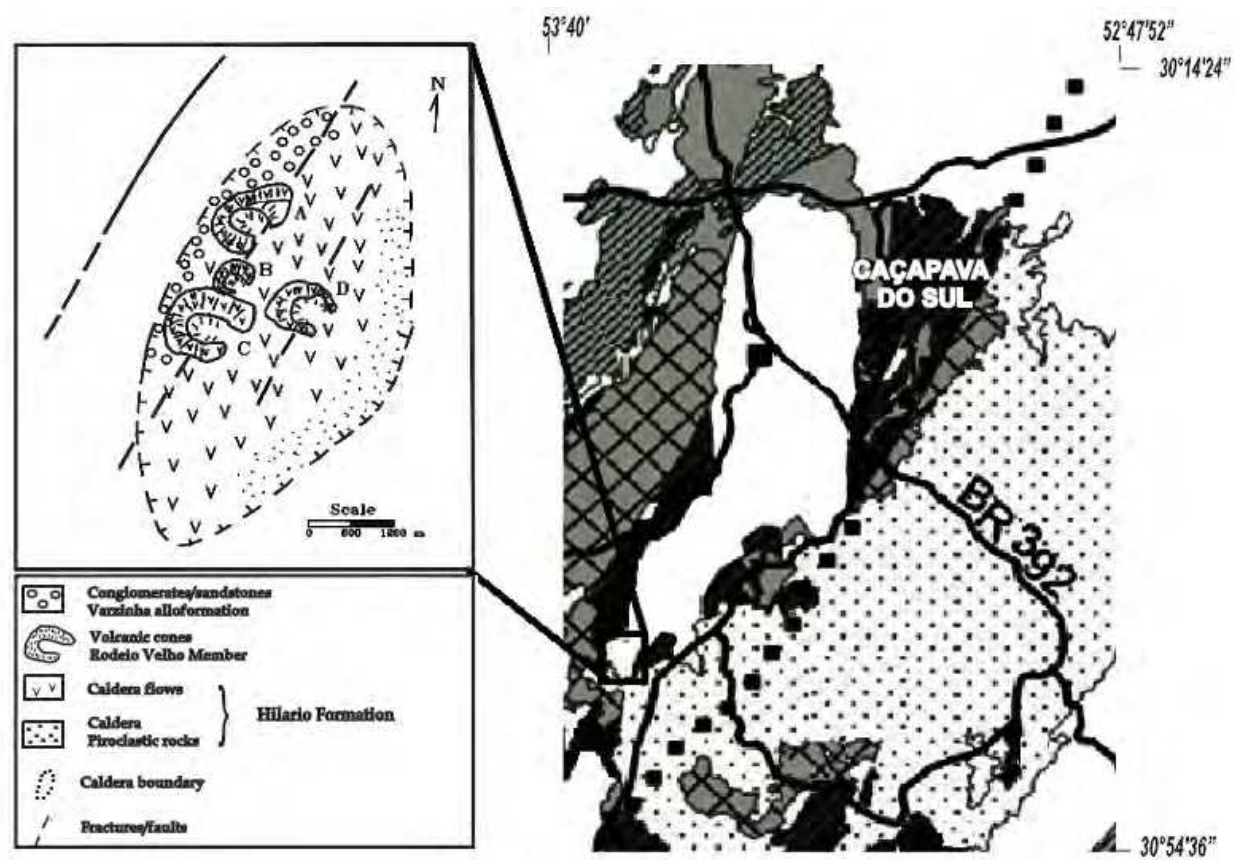 53°40'
52°47'52"
30°14'24"
N
A
B
D
C
Scale
0 600 1200 m
CAÇAPAVA
DO SUL
BR 392
Conglomerates/sandstones
Varzinha alloformation
Volcanic cones
Rodeio Velho Member
Caldera flows
Caldera
Piroclastic rocks
Hilario Formation
Caldera boundary
Fractures/faults
30°54'36"